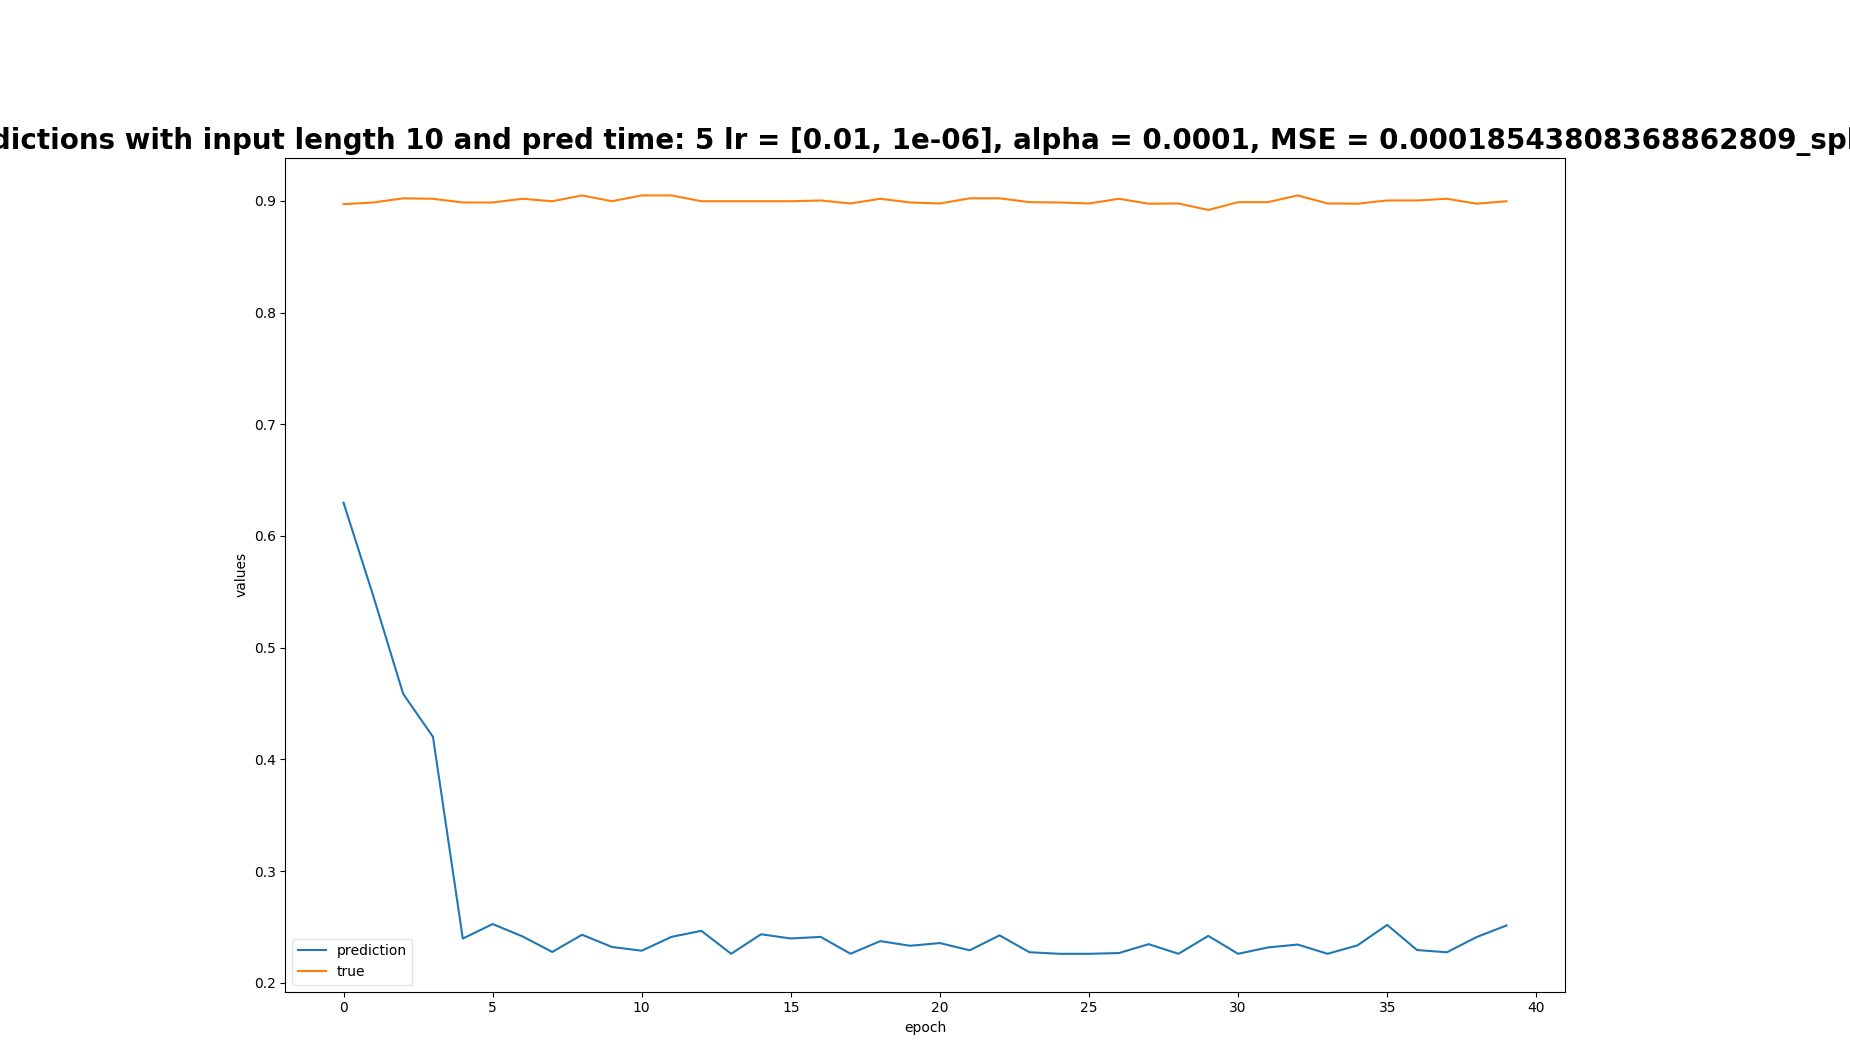 dictions with input length 10 and pred time: 5 lr = [0.01, 1e-06], alpha = 0.0001, MSE = 0.00018543808368862809_spl
0.9
0.8
0.7
0.6
0.5
0.4
0.3
0.2
values
prediction
true
0 5 10 15 20 25 30 35 40
epoch